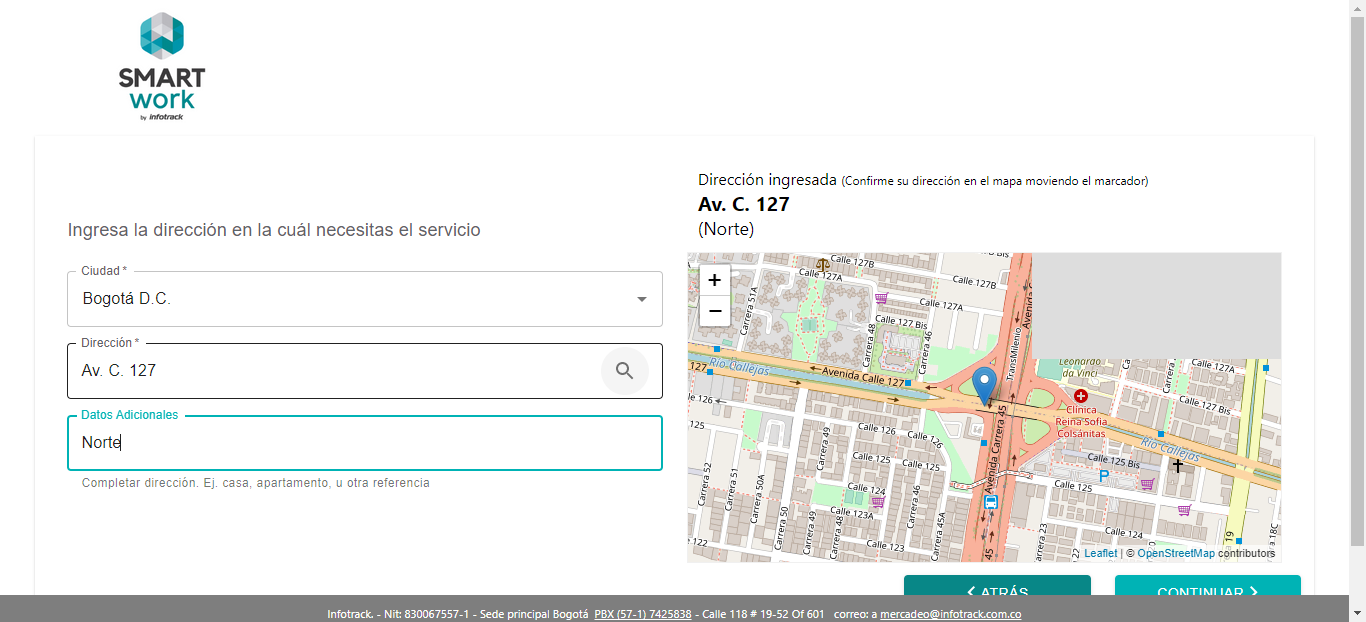 SMART
work
by infotrack
Dirección ingresada (Confirme su dirección en el mapa moviendo el marcador)
Av. C. 127
(Norte)
Ingresa la dirección en la cuál necesitas el servicio
Ciudad *
Bogotá D.C.
Dirección *
Av. C. 127
Datos Adicionales
Norte
Completar dirección. Ej. casa, apartamento, u otra referencia
+
−
Calle 127B
Calle 127A
Calle 127B
Calle 127A
Carrera 51A
Calle 127 Bis
Carrera 48
Carrera 46
TransMilenio
Leonardo
da Vinci
Carrera
Río Callejas
127
Avenida Calle 127
Calle 127 Bis
Clínica
Reina Sofía
Colsánitas
Avenida Carrera 45
Río Callejas
Calle 126
Calle 126
125
Calle 125
Calle 125
Calle 125 Bis
P
Calle 125
Carrera 52
Carrera 51
Carrera 50A
Carrera 50
Carrera 49
Carrera 49
Carrera 48
Carrera 46
Carrera 45A
Calle 124
Calle 123A
Calle 123
122
45
Calle 124
19
Leaflet | © OpenStreetMap contributors
ATRÁS
CONTINUAR
Infotrack. - Nit: 830067557-1 - Sede principal Bogotá PBX (57-1) 7425838 - Calle 118 # 19-52 Of 601 correo: a mercadeo@infotrack.com.co